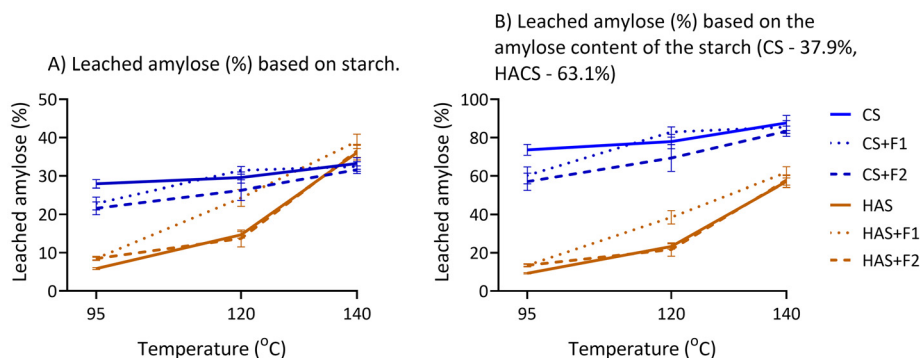 A) Leached amylose (%) based on starch.
Leached amylose (%)
50
40
30
20
10
0
95
120
140
Temperature (°C)
B) Leached amylose (%) based on the
amylose content of the starch (CS - 37.9%,
HACS - 63.1%)
Leached amylose (%)
100
80
60
40
20
0
95
120
140
Temperature (°C)
CS
CS+F1
CS+F2
HAS
HAS+F1
HAS+F2